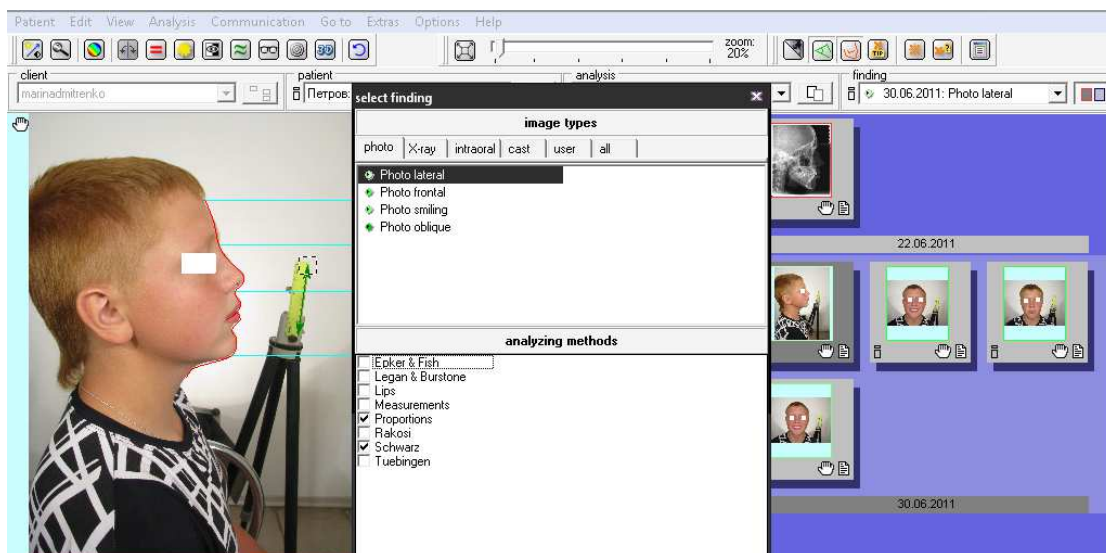 Patient Edit View Analysis Communication Go to Extras Options Help
3D
zoom:
20%
TIP
client
patient
analysis
finding
marinadmitrenko
Петров:
30.06.2011: Photo lateral
select finding
image types
photo X-ray intraoral cast user all
Photo lateral
Photo frontal
Photo smiling
Photo oblique
analyzing methods
Epker & Fish
Legan & Burstone
Lips
Measurements
Proportions
Rakosi
Schwarz
Tuebingen
22.06.2011
30.06.2011